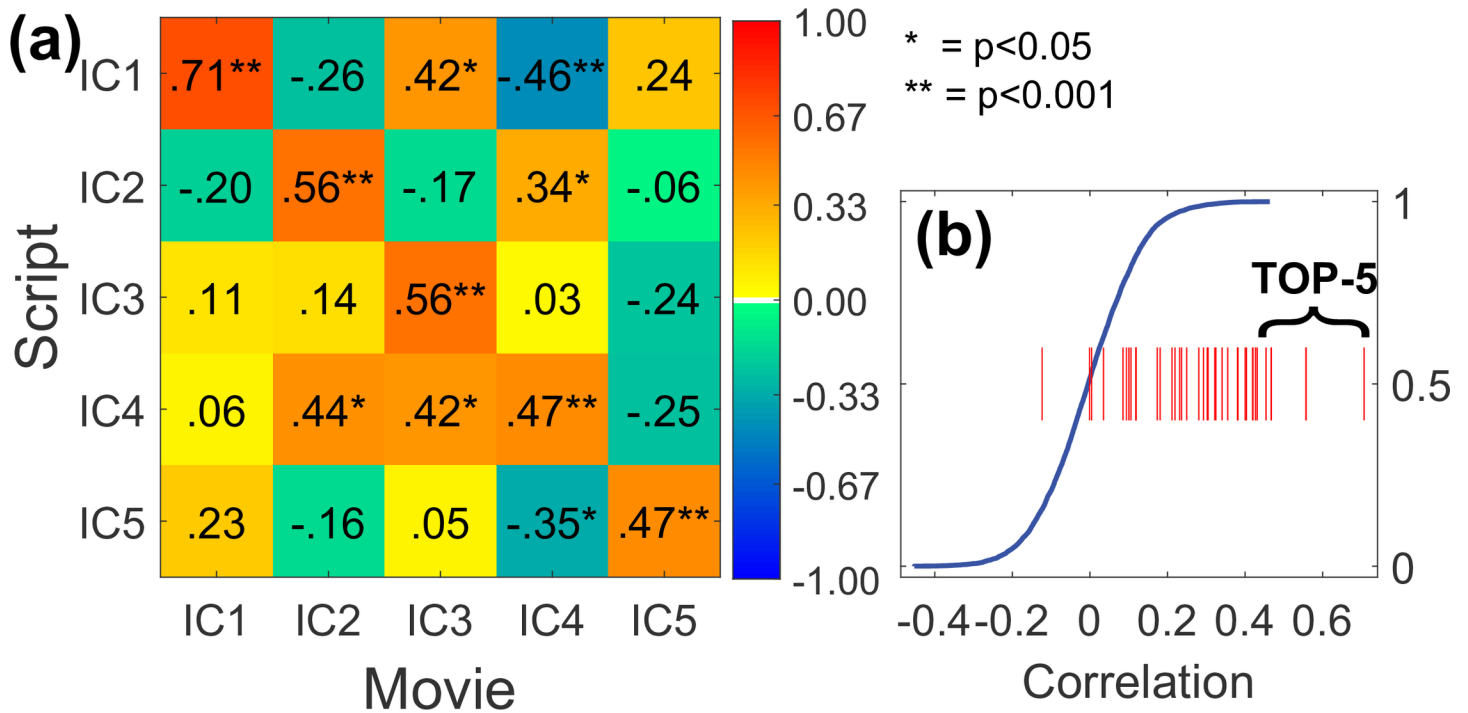 (a)
IC1 .71** -.26 .42* -.46** .24
IC2 -.20 .56** -.17 .34* -.06
IC3 .11 .14 .56** .03 -.24
IC4 .06 .44* .42* .47** -.25
IC5 .23 -.16 .05 -.35* .47**
Script
IC1 IC2 IC3 IC4 IC5
Movie
1.00
0.67
0.33
0.00
-0.33
-0.67
-1.00
* = p<0.05
** = p<0.001
(b)
TOP-5
1
0.5
0
-0.4 -0.2 0 0.2 0.4 0.6
Correlation